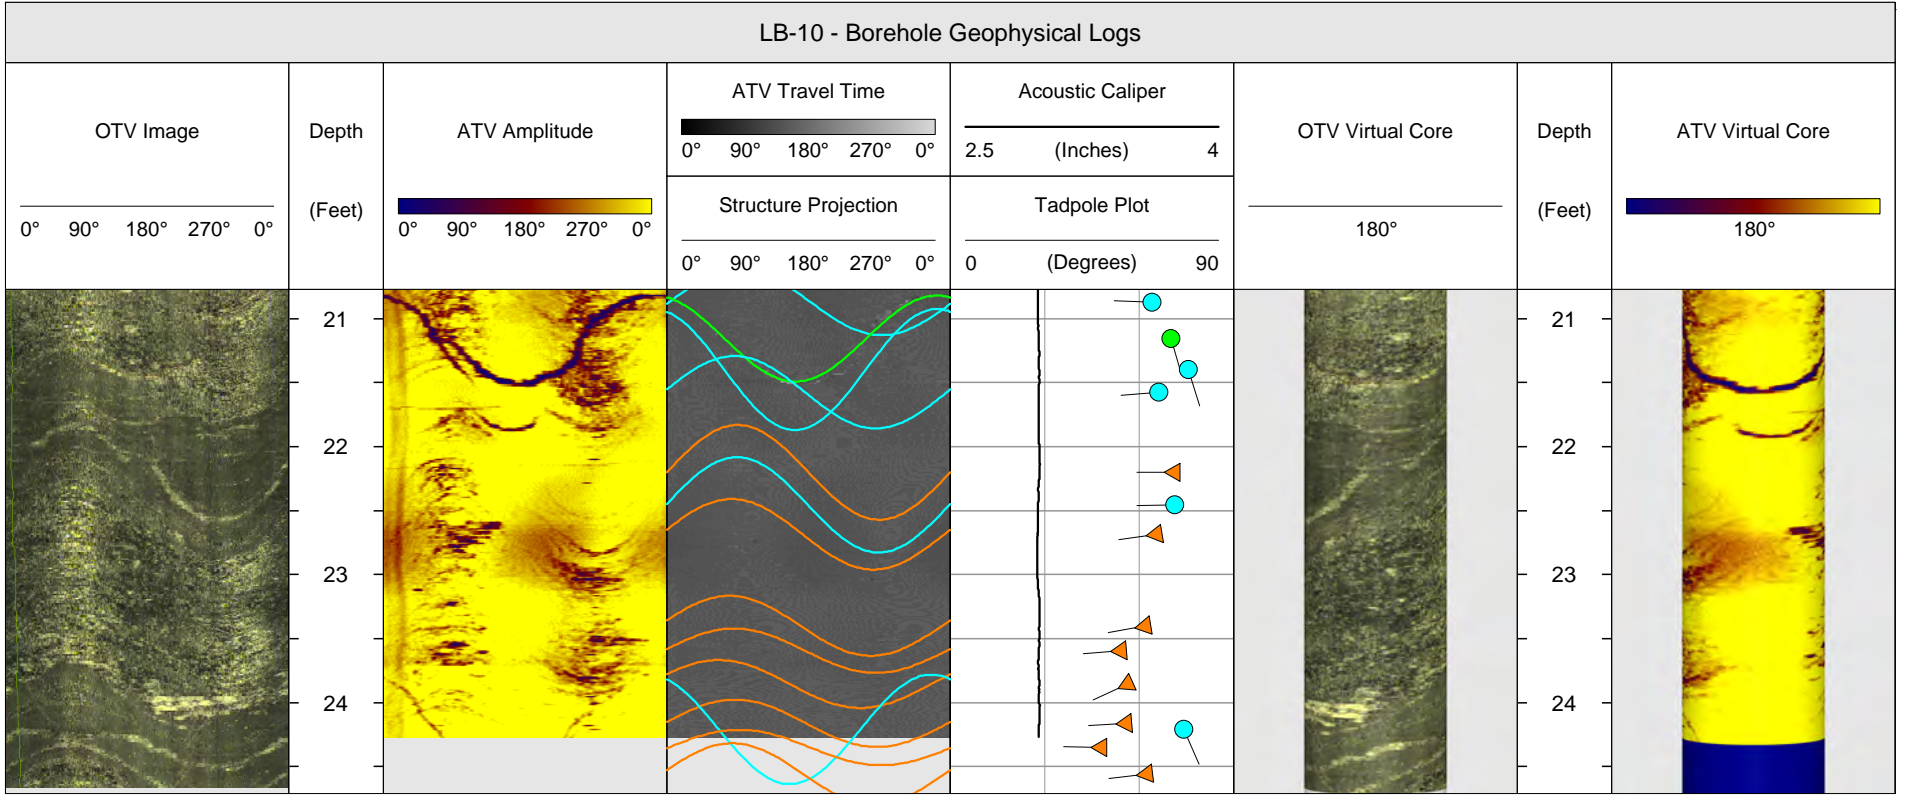 LB-10 - Borehole Geophysical Logs
OTV Image
0° 90° 180° 270° 0°
Depth
(Feet)
ATV Amplitude
0° 90° 180° 270° 0°
ATV Travel Time
0° 90° 180° 270° 0°
Structure Projection
0° 90° 180° 270° 0°
Acoustic Caliper
2.5 (Inches) 4
Tadpole Plot
0 (Degrees) 90
OTV Virtual Core
180°
Depth
(Feet)
ATV Virtual Core
180°
21
22
23
24
21
22
23
24